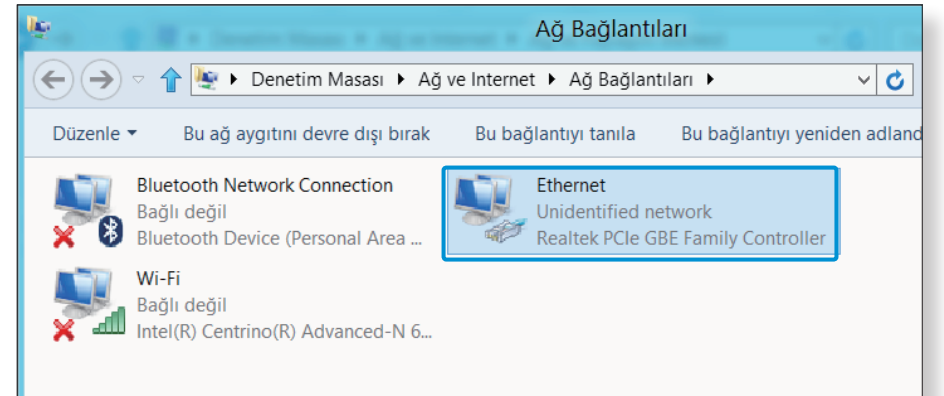 Ağ Bağlantıları
Denetim Masası Ağ ve Internet Ağ Bağlantıları
Düzenle Bu ağ aygıtını devre dışı bırak Bu bağlantıyı tanıla Bu bağlantıyı yeniden adland
Bluetooth Network Connection
Bağlı değil
Bluetooth Device (Personal Area ...
Ethernet
Unidentified network
Realtek PCIe GBE Family Controller
Wi-Fi
Bağlı değil
Intel(R) Centrino(R) Advanced-N 6...